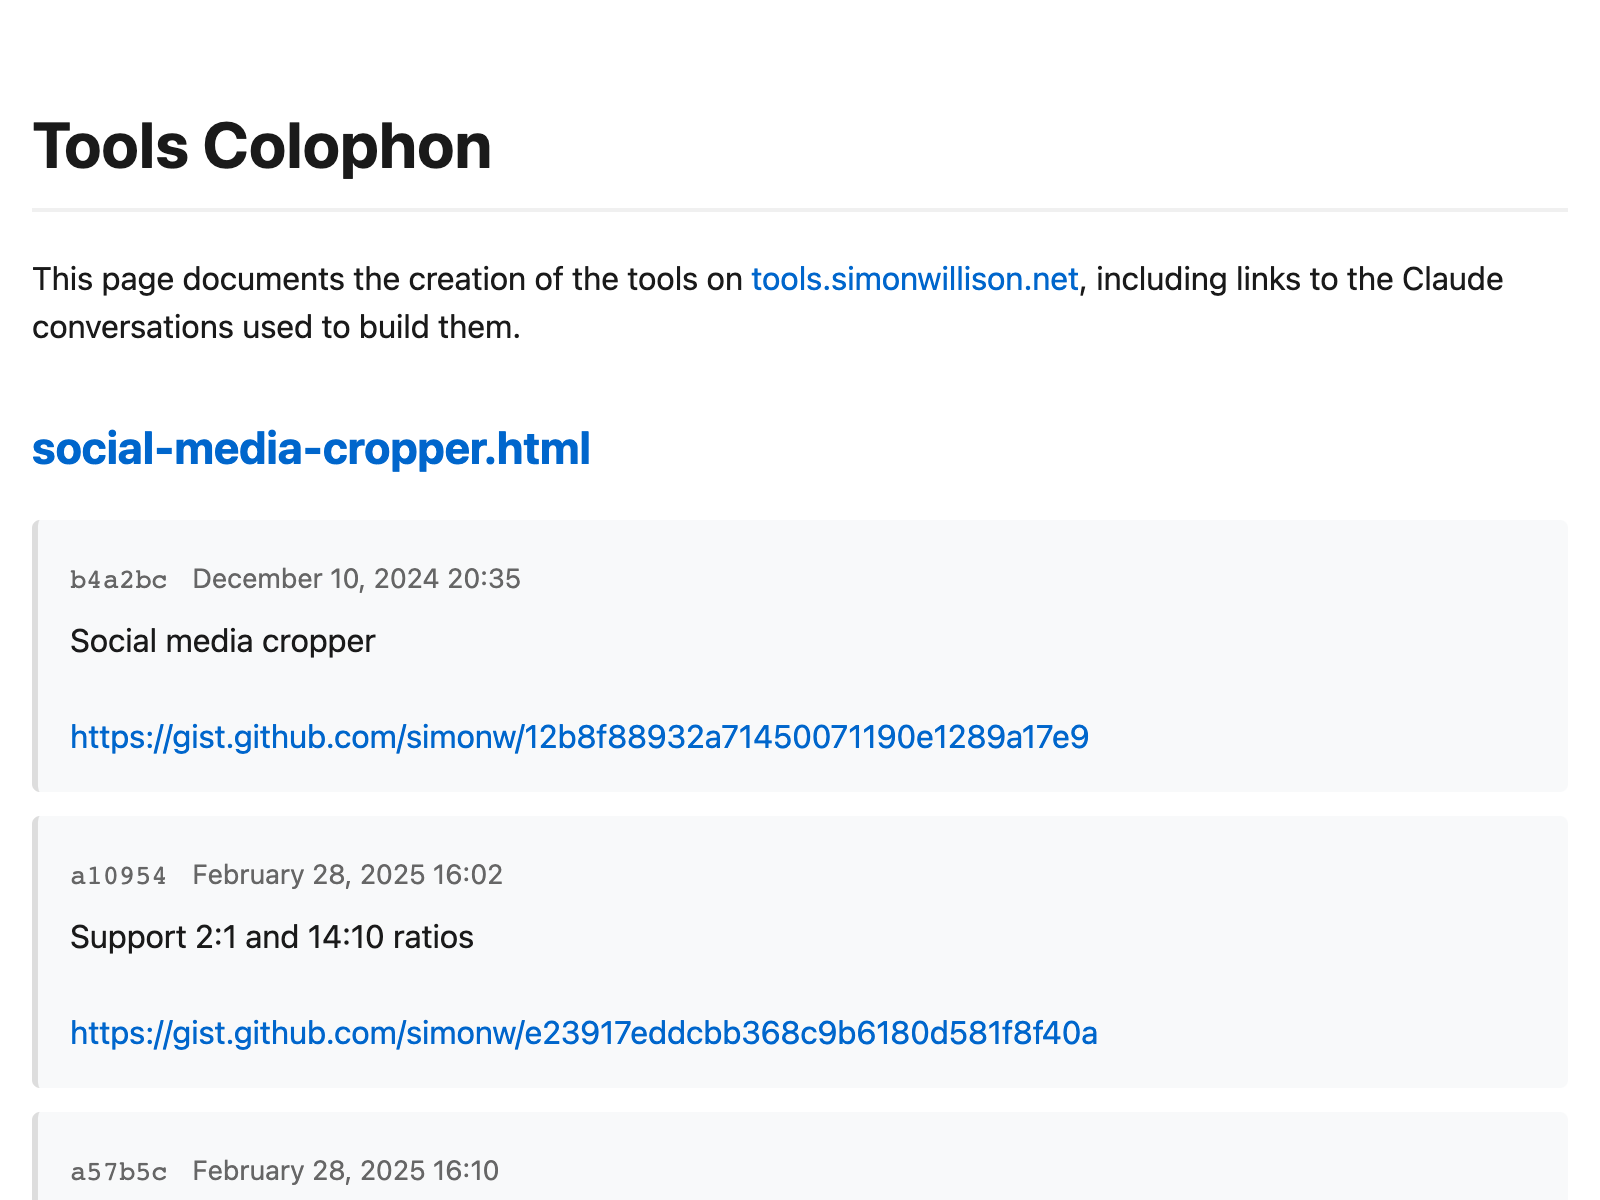 Tools Colophon
This page documents the creation of the tools on tools.simonwillison.net, including links to the Claude
conversations used to build them.
social-media-cropper.html
b4a2bc December 10, 2024 20:35
Social media cropper
https://gist.github.com/simonw/12b8f88932a71450071190e1289a17e9
a10954 February 28, 2025 16:02
Support 2:1 and 14:10 ratios
https://gist.github.com/simonw/e23917eddcbb368c9b6180d581f8f40a
a57b5c February 28, 2025 16:10